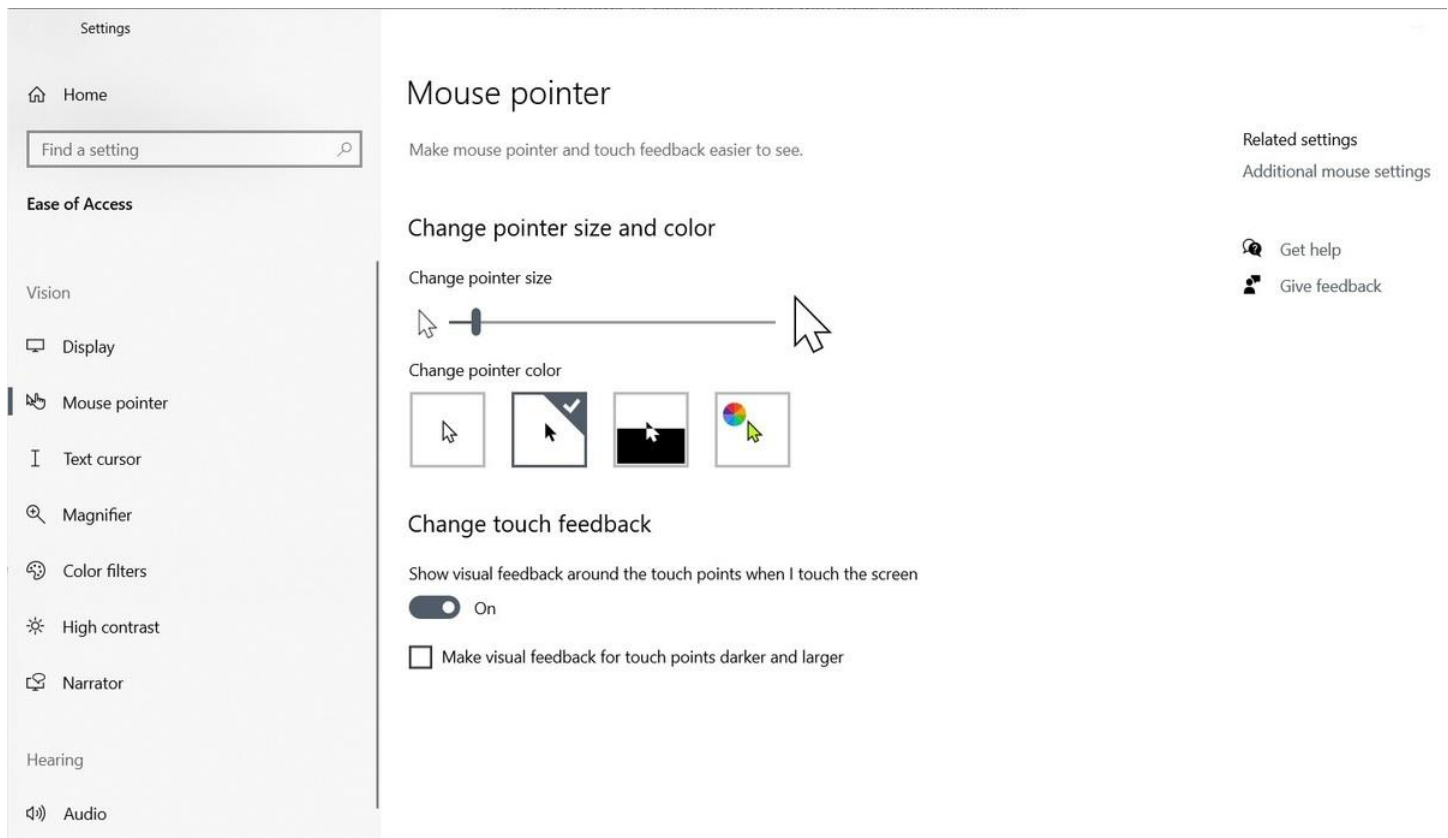 Settings
Home
Find a setting
Ease of Access
Vision
Display
Mouse pointer
Text cursor
Magnifier
Color filters
High contrast
Narrator
Hearing
Audio
Mouse pointer
Make mouse pointer and touch feedback easier to see.
Change pointer size and color
Change pointer size
Change pointer color
Change touch feedback
Show visual feedback around the touch points when I touch the screen
On
Make visual feedback for touch points darker and larger
Related settings
Additional mouse settings
Get help
Give feedback